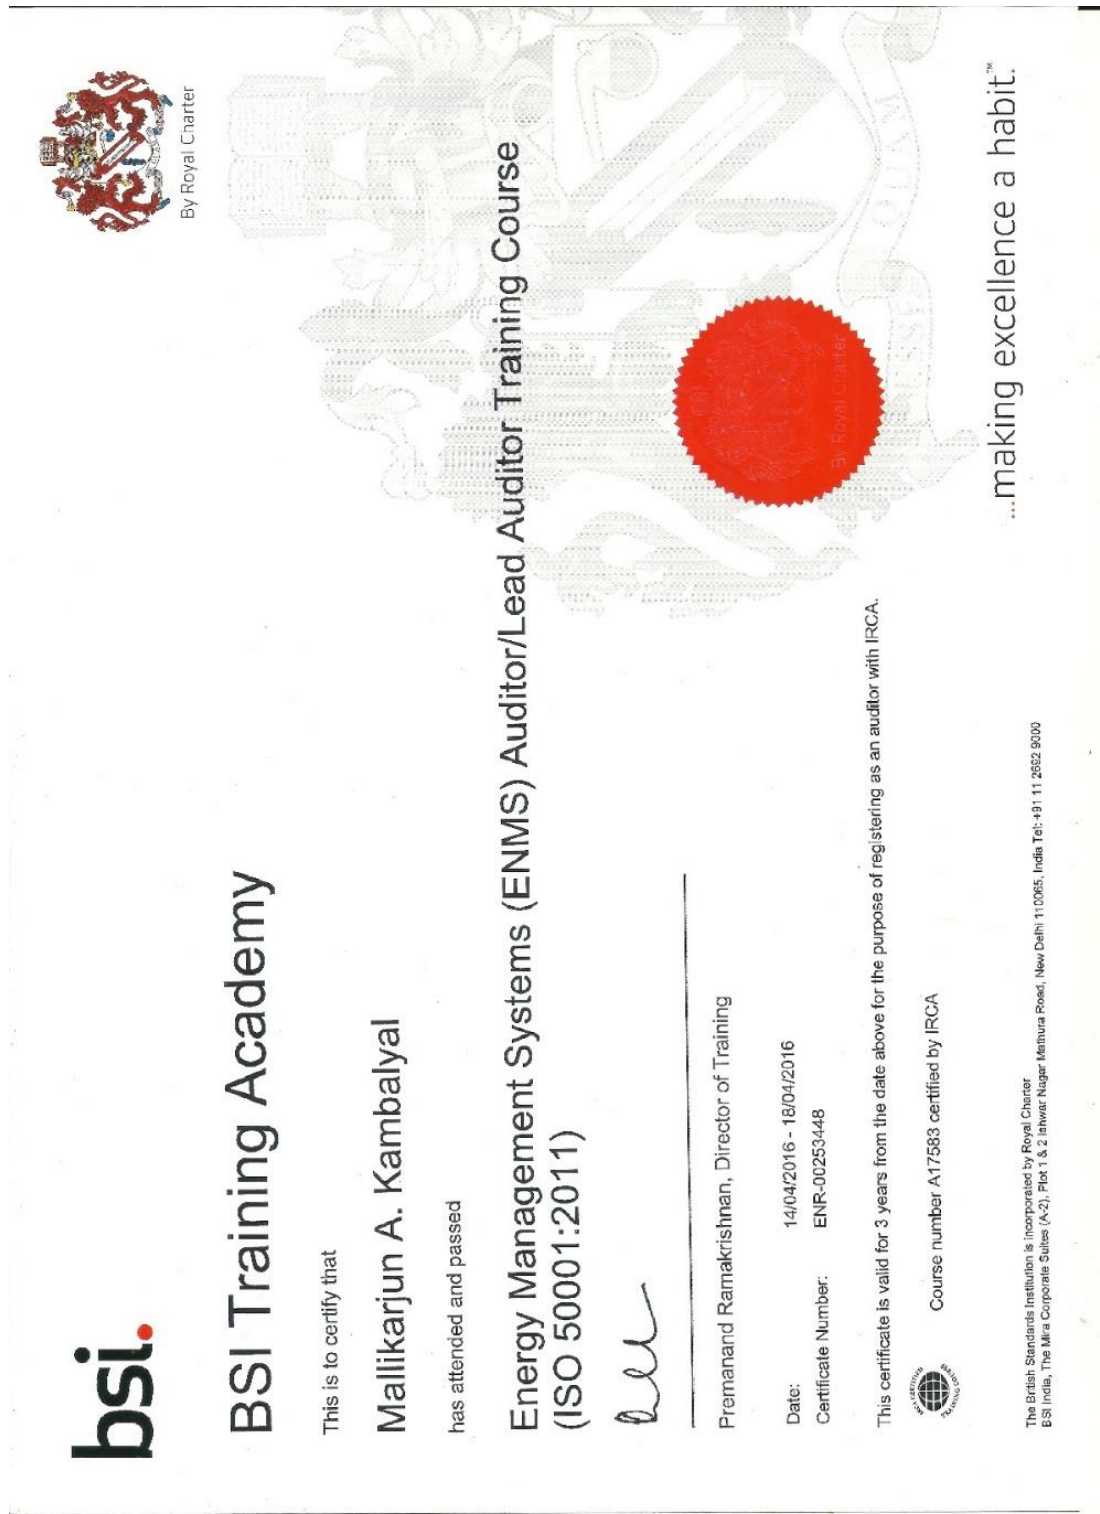 bsi.
By Royal Charter
BSI Training Academy
This is to certify that
Mallikarjun A. Kambalyal
has attended and passed
Energy Management Systems (ENMS) Auditor/Lead Auditor Training Course
(ISO 50001:2011)
Premanand Ramakrishnan, Director of Training
Date: 14/04/2016 - 18/04/2016
Certificate Number: ENR-00253448
By Royal Charter
This certificate is valid for 3 years from the date above for the purpose of registering as an auditor with IRCA.
Course number A17583 certified by IRCA
...making excellence a habit.™
The British Standards Institution is incorporated by Royal Charter
BSI India, The Mira Corporate Suites (A-2), Plot 1 & 2 Ishwar Nagar Mathura Road, New Delhi 110065, India Tel: +91 11 2692 9000